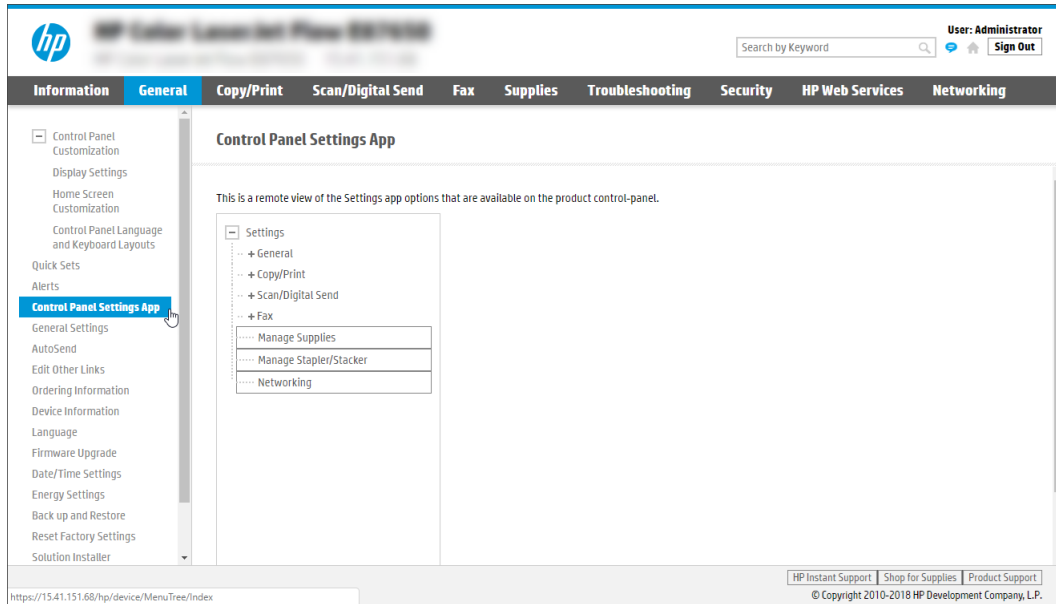 hp
User: Administrator
Search by Keyword
Sign Out
Information General Copy/Print Scan/Digital Send Fax Supplies Troubleshooting Security HP Web Services Networking
Control Panel
Customization
Display Settings
Home Screen
Customization
Control Panel Language
and Keyboard Layouts
Quick Sets
Alerts
Control Panel Settings App
General Settings
AutoSend
Edit Other Links
Ordering Information
Device Information
Language
Firmware Upgrade
Date/Time Settings
Energy Settings
Back up and Restore
Reset Factory Settings
Solution Installer
Control Panel Settings App
This is a remote view of the Settings app options that are available on the product control-panel.
Settings
+ General
+ Copy/Print
+ Scan/Digital Send
+ Fax
Manage Supplies
Manage Stapler/Stacker
Networking
HP Instant Support Shop for Supplies Product Support
https://15.41.151.68/hp/device/MenuTree/Index
© Copyright 2010-2018 HP Development Company, L.P.